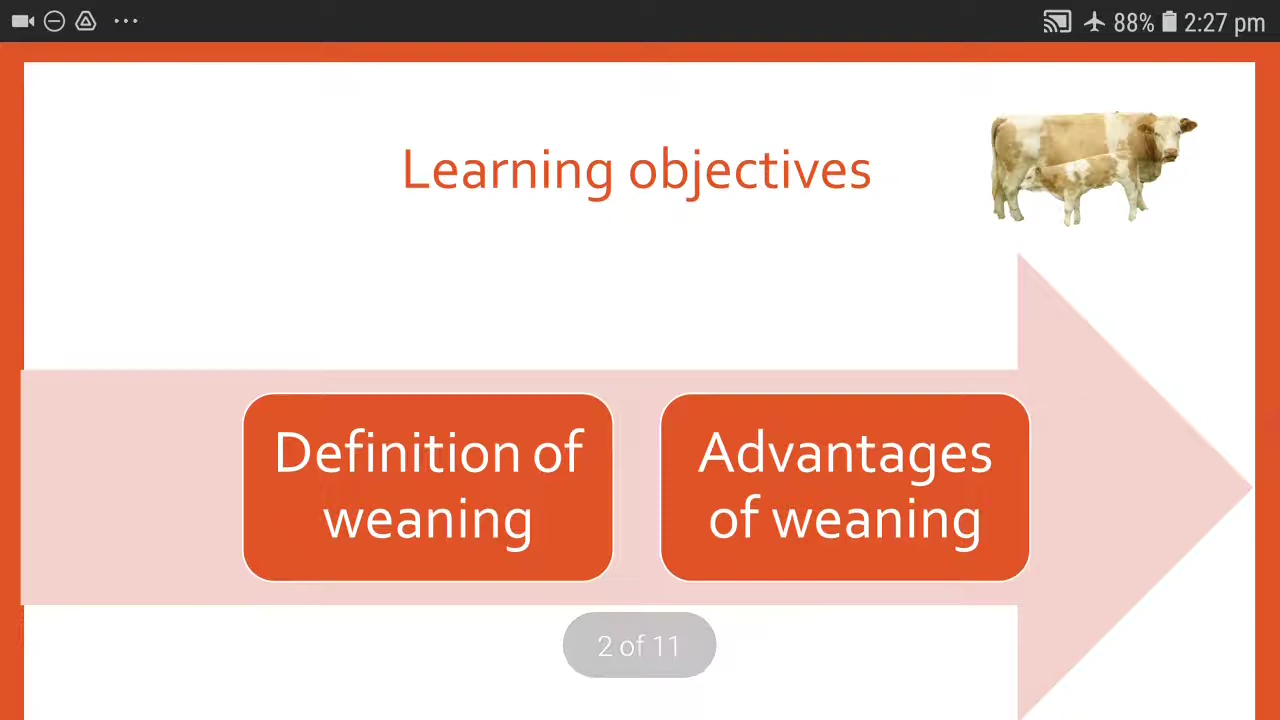 88% 2:27 pm
Learning objectives
Definition of
weaning
Advantages
of weaning
2 of 11